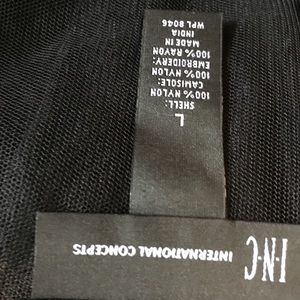 I·N·C
INTERNATIONAL CONCEPTS
L
SHELL:
100% NYLON
CAMISOLE:
100% NYLON
EMBROIDERY:
100% RAYON
MADE IN
INDIA
WPL 8046